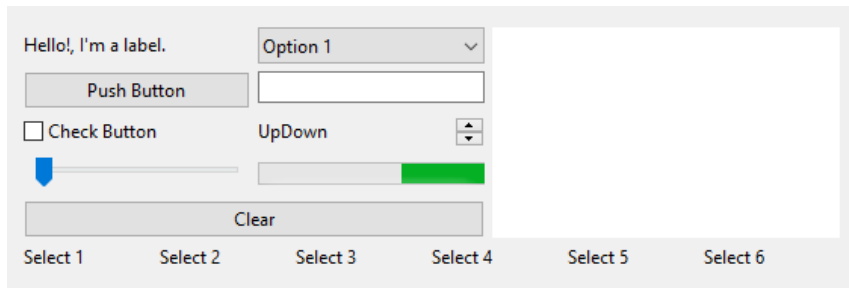 Hello!, I'm a label.
Option 1
Push Button
Check Button
UpDown
Clear
Select 1 Select 2 Select 3 Select 4 Select 5 Select 6